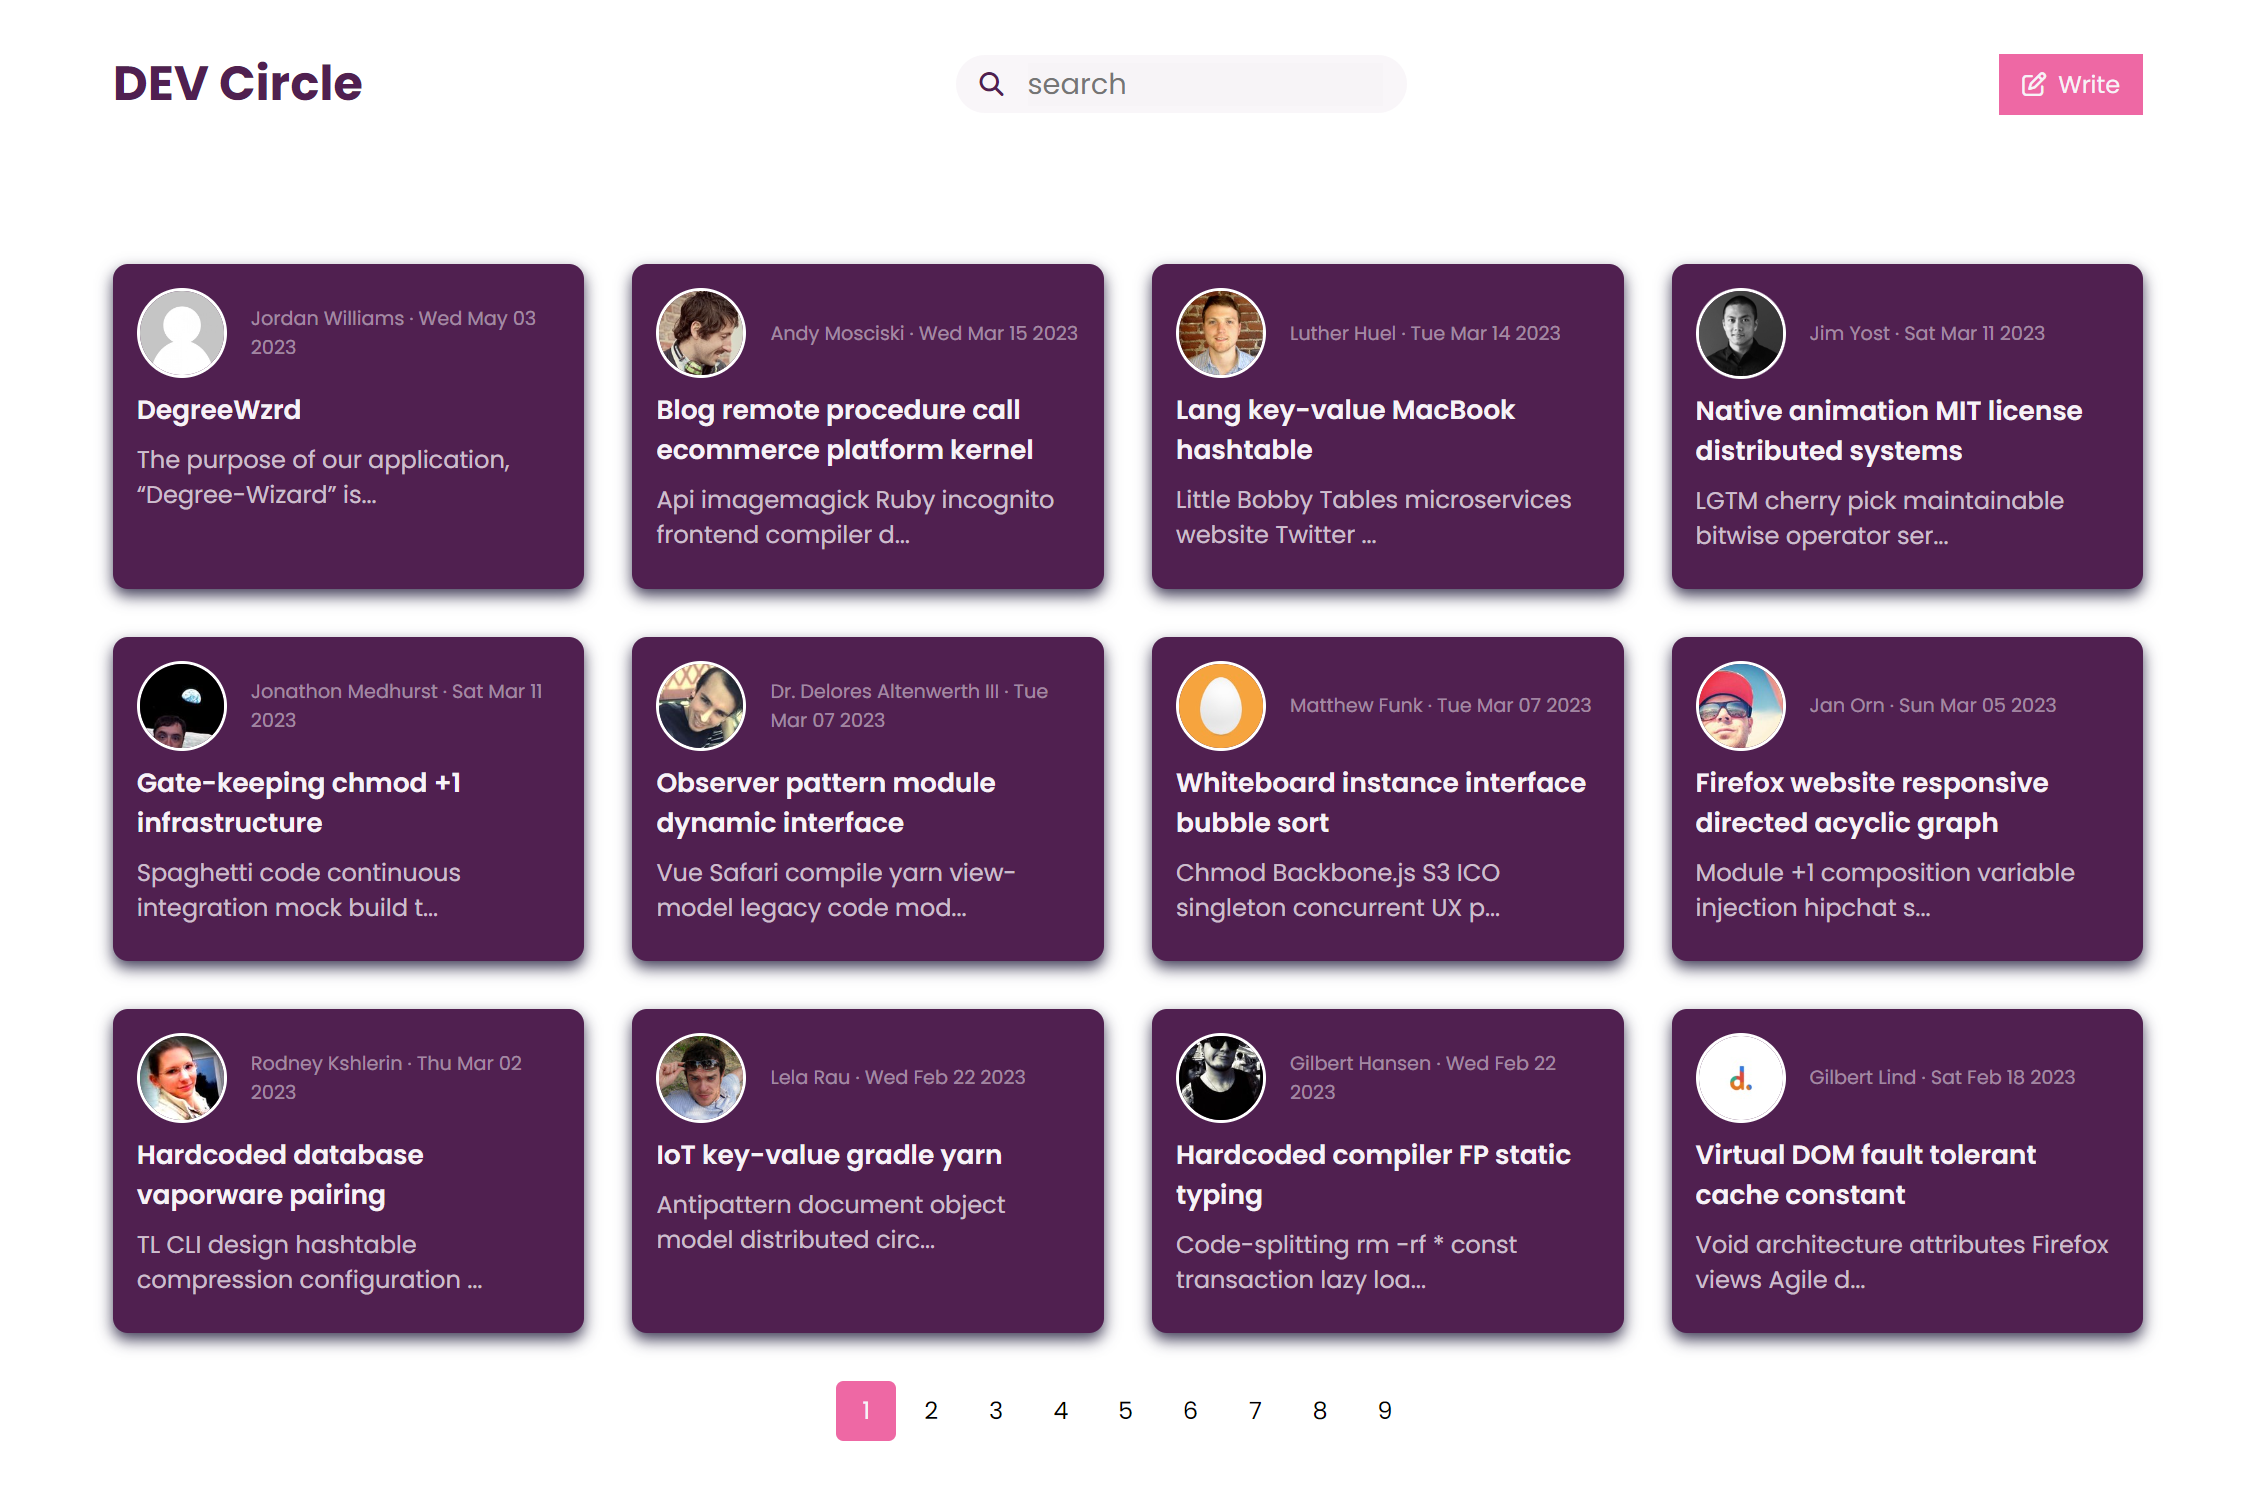 DEV Circle
search
Write
Jordan Williams · Wed May 03
2023
DegreeWzrd
The purpose of our application,
“Degree-Wizard” is...
Andy Mosciski · Wed Mar 15 2023
Blog remote procedure call
ecommerce platform kernel
Api imagemagick Ruby incognito
frontend compiler d...
Luther Huel · Tue Mar 14 2023
Lang key-value MacBook
hashtable
Little Bobby Tables microservices
website Twitter ...
Jim Yost · Sat Mar 11 2023
Native animation MIT license
distributed systems
LGTM cherry pick maintainable
bitwise operator ser...
Jonathon Medhurst · Sat Mar 11
2023
Gate-keeping chmod +1
infrastructure
Spaghetti code continuous
integration mock build t...
Dr. Delores Altenwerth III · Tue
Mar 07 2023
Observer pattern module
dynamic interface
Vue Safari compile yarn view-
model legacy code mod...
Matthew Funk · Tue Mar 07 2023
Whiteboard instance interface
bubble sort
Chmod Backbone.js S3 ICO
singleton concurrent UX p...
Jan Orn · Sun Mar 05 2023
Firefox website responsive
directed acyclic graph
Module +1 composition variable
injection hipchat s...
Rodney Kshlerin · Thu Mar 02
2023
Hardcoded database
vaporware pairing
TL CLI design hashtable
compression configuration ...
Lela Rau · Wed Feb 22 2023
IoT key-value gradle yarn
Antipattern document object
model distributed circ...
Gilbert Hansen · Wed Feb 22
2023
Hardcoded compiler FP static
typing
Code-splitting rm -rf * const
transaction lazy loa...
d.
Gilbert Lind · Sat Feb 18 2023
Virtual DOM fault tolerant
cache constant
Void architecture attributes Firefox
views Agile d...
1 2 3 4 5 6 7 8 9